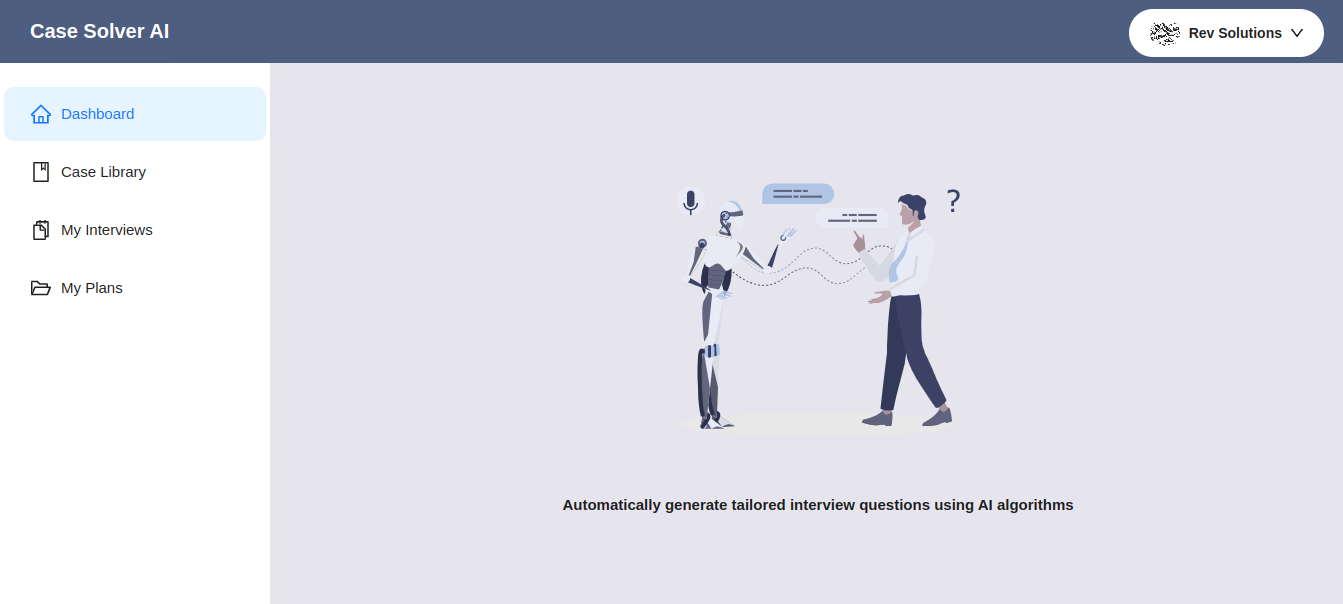 Case Solver AI
Rev Solutions
Dashboard
Case Library
My Interviews
My Plans
?
Automatically generate tailored interview questions using AI algorithms